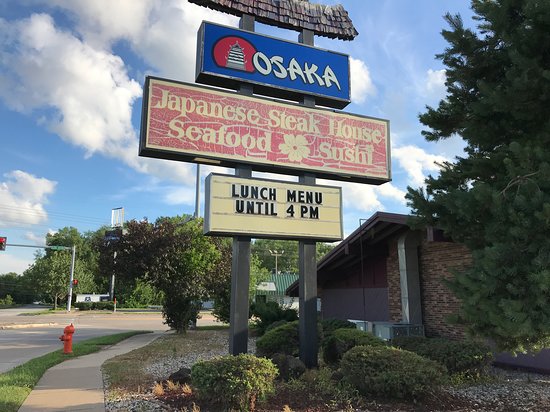 OSAKA
Japanese Steak House
Seafood Sushi
LUNCH MENU
UNTIL 4 PM